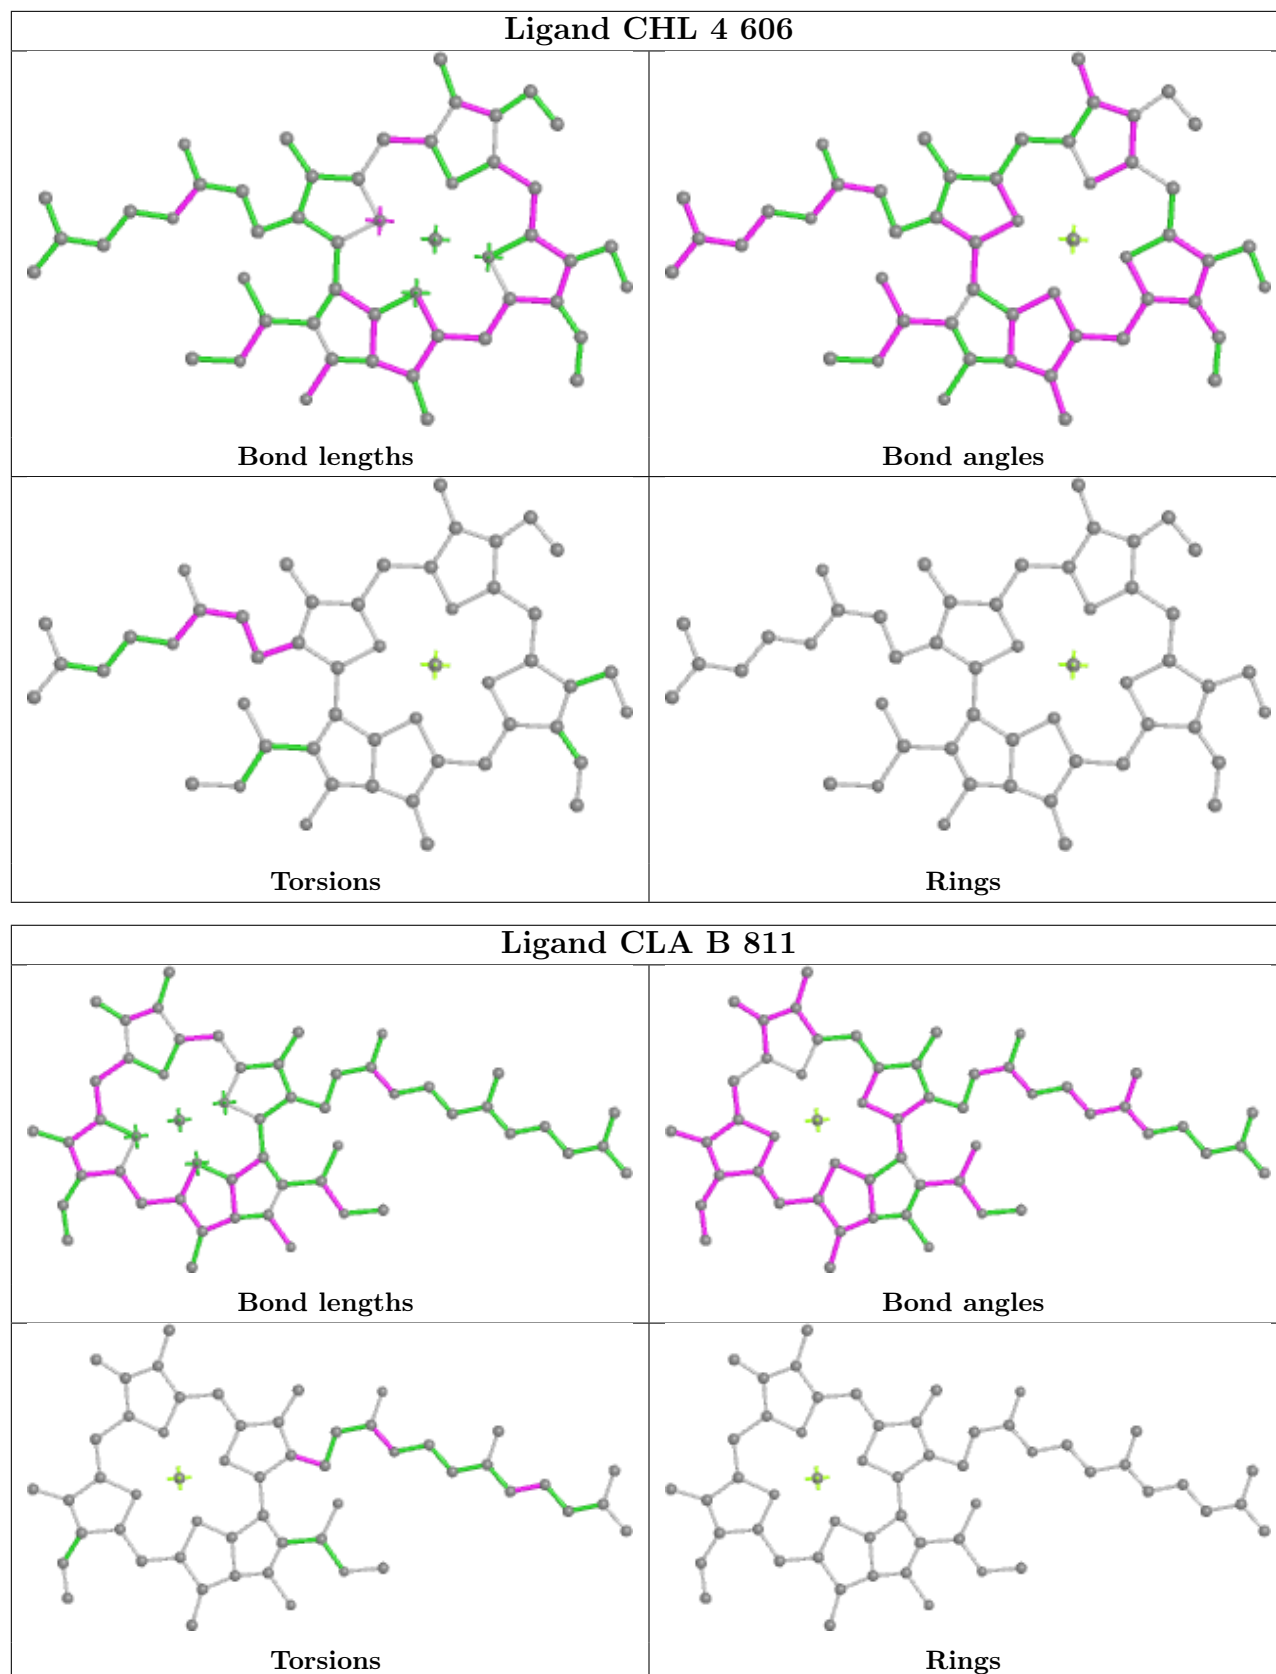 Ligand CHL 4 606
Bond lengths
Bond angles
Torsions
Rings
Ligand CLA B 811
Bond lengths
Bond angles
Torsions
Rings